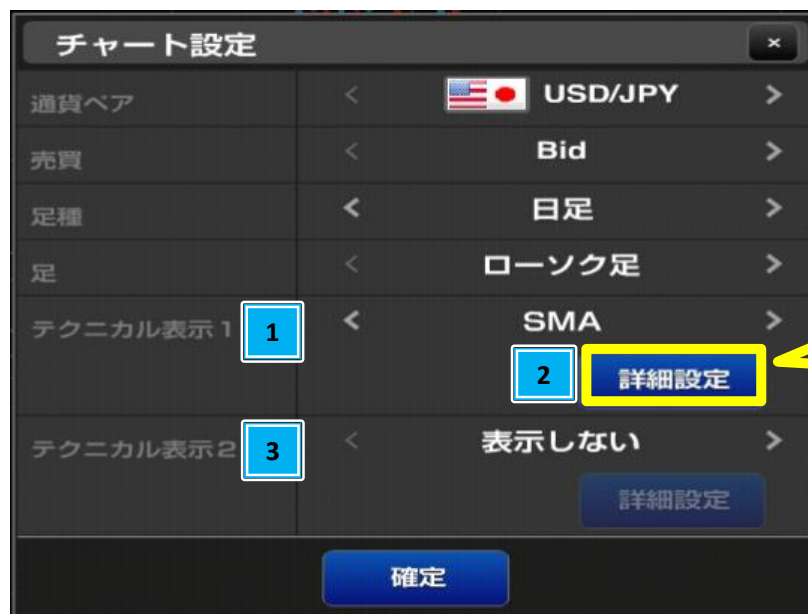 チャート設定 ×
通貨ペア < USD/JPY >
売買 < Bid >
足種 < 日足 >
足 < ローソク足 >
テクニカル表示1 1 < SMA >
2 詳細設定
テクニカル表示2 3 < 表示しない >
詳細設定
確定